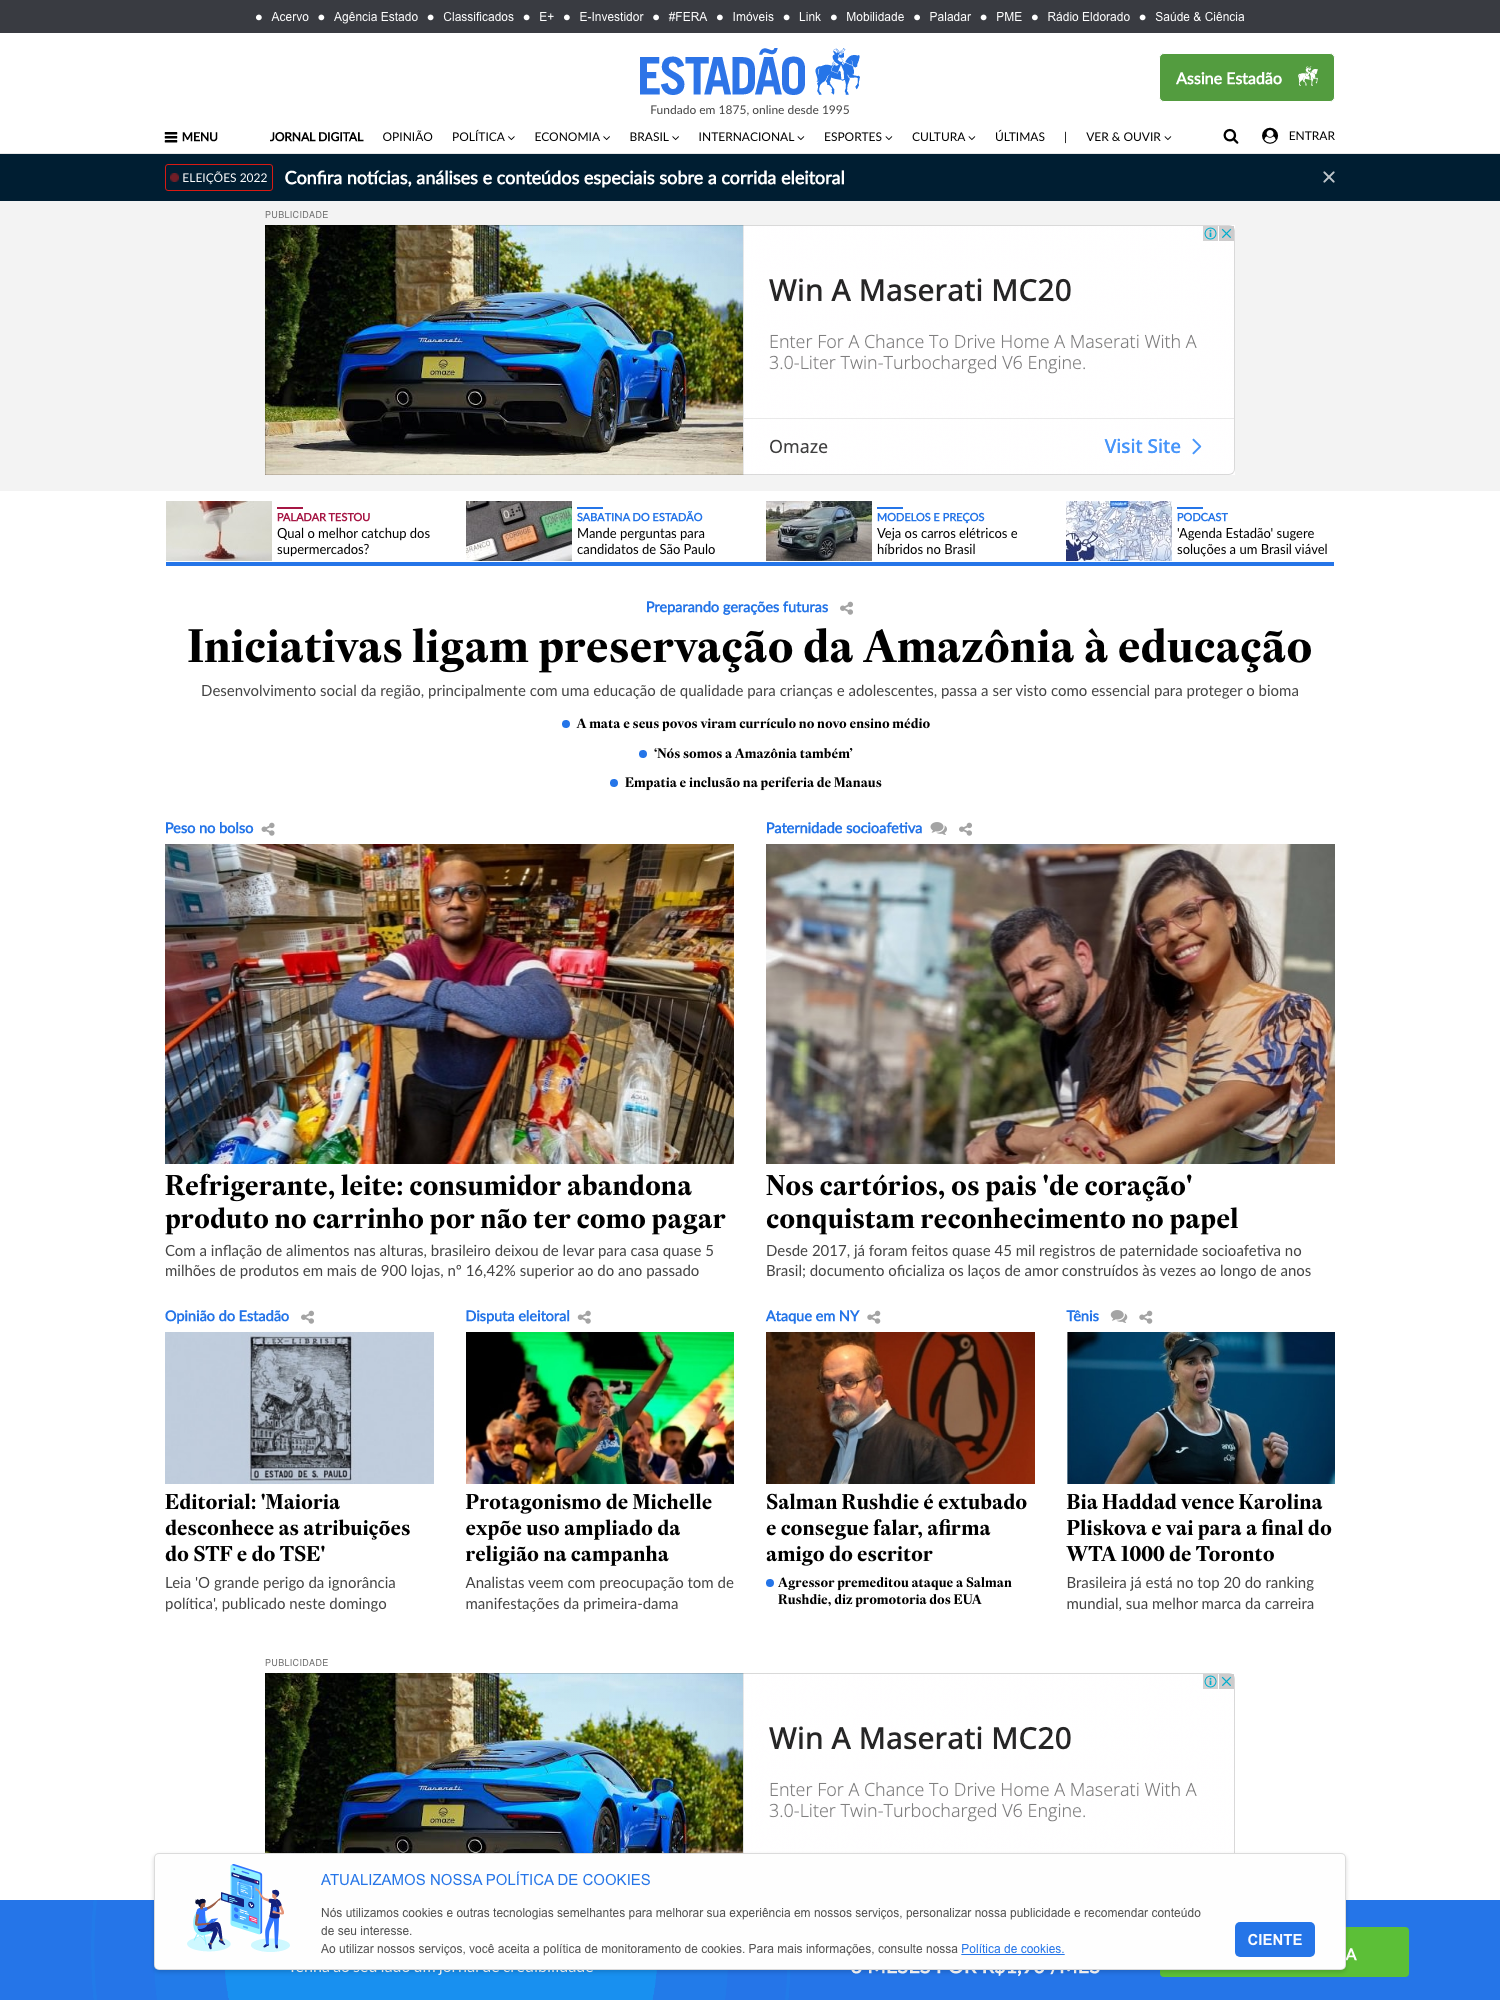 Acervo Agência Estado Classificados E+ E-Investidor #FERA Imóveis Link Mobilidade Paladar PME Rádio Eldorado Saúde & Ciência
ESTADÃO
Fundado em 1875, online desde 1995
Assine Estadão
MENU JORNAL DIGITAL OPINIÃO POLÍTICA ECONOMIA BRASIL INTERNACIONAL ESPORTES CULTURA ÚLTIMAS | VER & OUVIR ENTRAR
ELEIÇÕES 2022 Confira notícias, análises e conteúdos especiais sobre a corrida eleitoral
PUBLICIDADE
Maserati
omaze
Win A Maserati MC20
Enter For A Chance To Drive Home A Maserati With A
3.0-Liter Twin-Turbocharged V6 Engine.
Omaze
Visit Site
PALADAR TESTOU
Qual o melhor catchup dos
supermercados?
BRANCO CORRIGE CONFIRMA
SABATINA DO ESTADÃO
Mande perguntas para
candidatos de São Paulo
MODELOS E PREÇOS
Veja os carros elétricos e
híbridos no Brasil
PODCAST
'Agenda Estadão' sugere
soluções a um Brasil viável
Preparando gerações futuras
Iniciativas ligam preservação da Amazônia à educação
Desenvolvimento social da região, principalmente com uma educação de qualidade para crianças e adolescentes, passa a ser visto como essencial para proteger o bioma
A mata e seus povos viram currículo no novo ensino médio
‘Nós somos a Amazônia também’
Empatia e inclusão na periferia de Manaus
Peso no bolso
Refrigerante, leite: consumidor abandona
produto no carrinho por não ter como pagar
Com a inflação de alimentos nas alturas, brasileiro deixou de levar para casa quase 5
milhões de produtos em mais de 900 lojas, nº 16,42% superior ao do ano passado
Paternidade socioafetiva
Nos cartórios, os pais 'de coração'
conquistam reconhecimento no papel
Desde 2017, já foram feitos quase 45 mil registros de paternidade socioafetiva no
Brasil; documento oficializa os laços de amor construídos às vezes ao longo de anos
Opinião do Estadão
EX-LIBRIS
O ESTADO DE S. PAULO
Editorial: 'Maioria
desconhece as atribuições
do STF e do TSE'
Leia 'O grande perigo da ignorância
política', publicado neste domingo
Disputa eleitoral
Protagonismo de Michelle
expõe uso ampliado da
religião na campanha
Analistas veem com preocupação tom de
manifestações da primeira-dama
Ataque em NY
Salman Rushdie é extubado
e consegue falar, afirma
amigo do escritor
Agressor premeditou ataque a Salman
Rushdie, diz promotoria dos EUA
Tênis
Bia Haddad vence Karolina
Pliskova e vai para a final do
WTA 1000 de Toronto
Brasileira já está no top 20 do ranking
mundial, sua melhor marca da carreira
PUBLICIDADE
Maserati
omaze
Win A Maserati MC20
Enter For A Chance To Drive Home A Maserati With A
3.0-Liter Twin-Turbocharged V6 Engine.
ATUALIZAMOS NOSSA POLÍTICA DE COOKIES
Nós utilizamos cookies e outras tecnologias semelhantes para melhorar sua experiência em nossos serviços, personalizar nossa publicidade e recomendar conteúdo
de seu interesse.
Ao utilizar nossos serviços, você aceita a política de monitoramento de cookies. Para mais informações, consulte nossa Política de cookies.
CIENTE